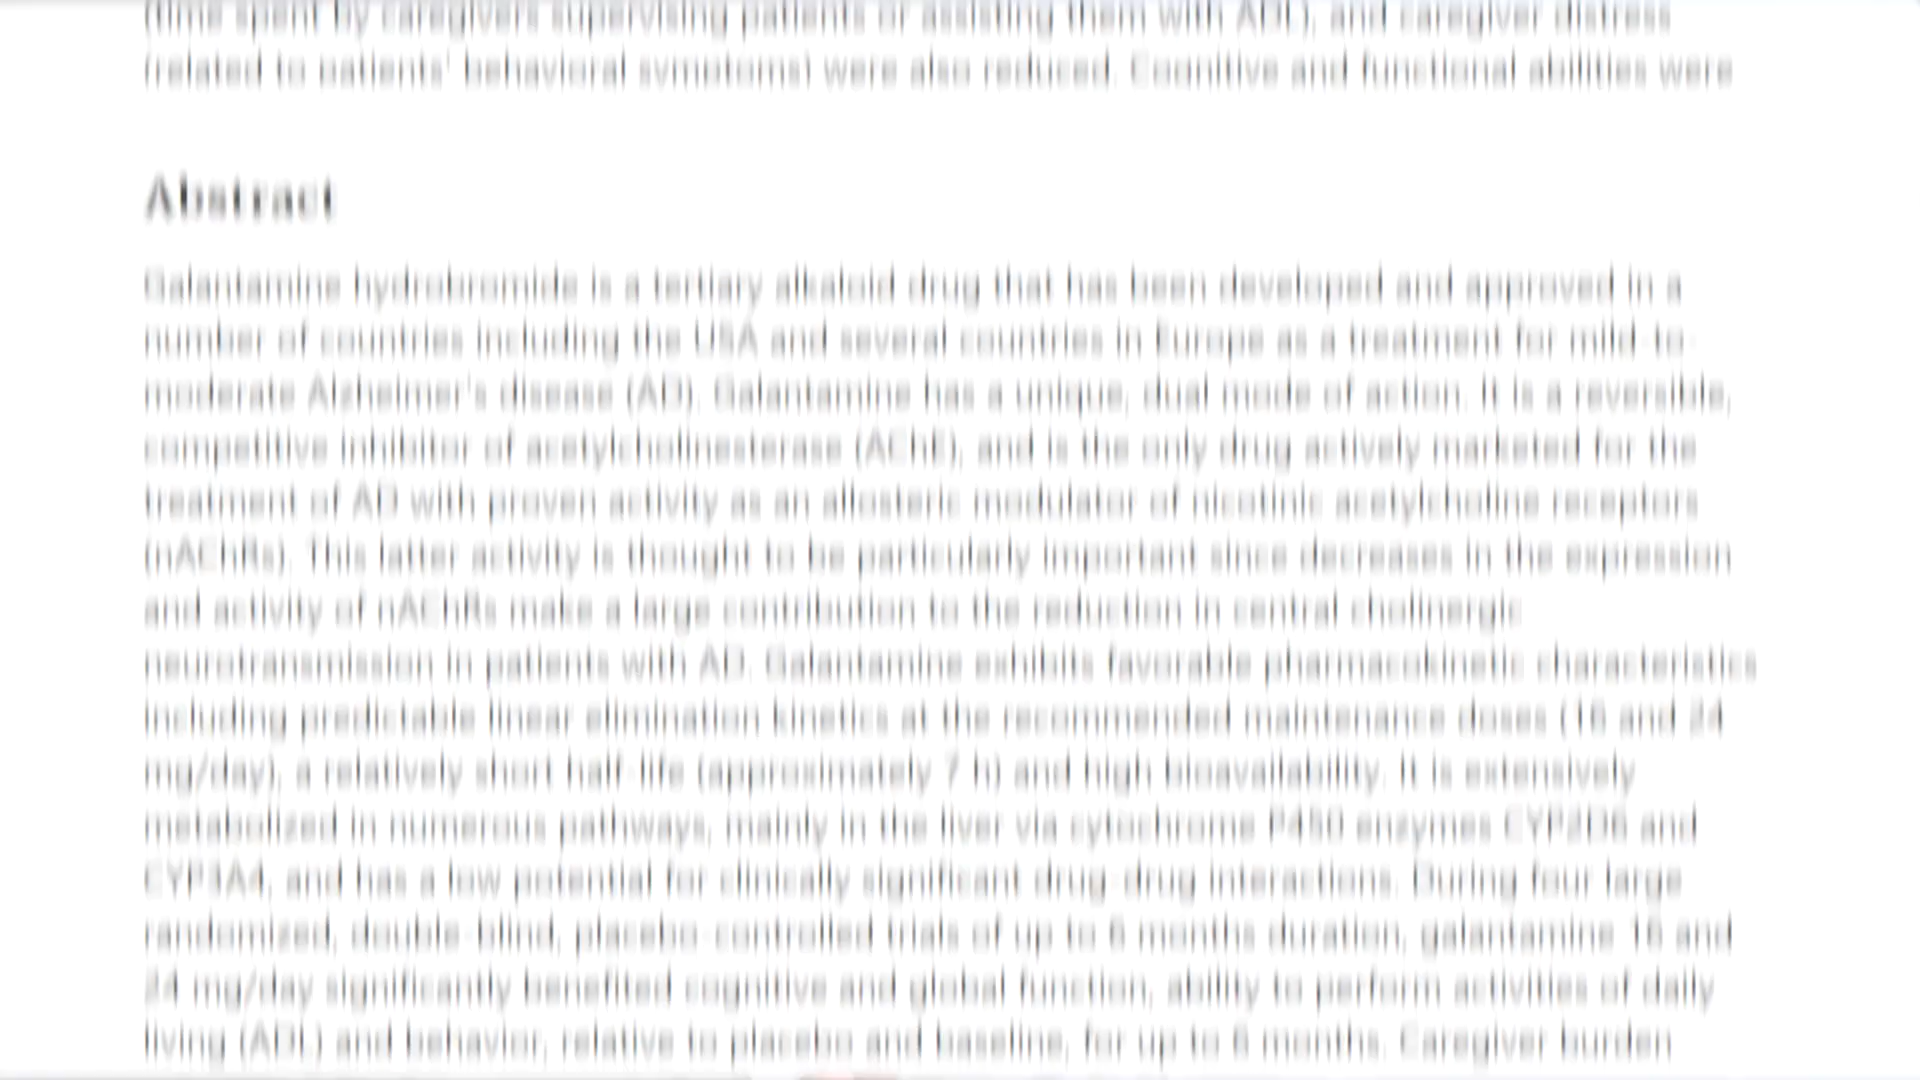 (time spent by caregivers supervising patients or assisting them with ADL), and caregiver distress
(related to patients' behavioral symptoms) were also reduced. Cognitive and functional abilities were
Abstract
Galantamine hydrobromide is a tertiary alkaloid drug that has been developed and approved in a
number of countries including the USA and several countries in Europe as a treatment for mild-to-
moderate Alzheimer's disease (AD). Galantamine has a unique, dual mode of action. It is a reversible,
competitive inhibitor of acetylcholinesterase (AChE), and is the only drug actively marketed for the
treatment of AD with proven activity as an allosteric modulator of nicotinic acetylcholine receptors
(nAChRs). This latter activity is thought to be particularly important since decreases in the expression
and activity of nAChRs make a large contribution to the reduction in central cholinergic
neurotransmission in patients with AD. Galantamine exhibits favorable pharmacokinetic characteristics
including predictable linear elimination kinetics at the recommended maintenance doses (16 and 24
mg/day), a relatively short half-life (approximately 7 h) and high bioavailability. It is extensively
metabolized in numerous pathways, mainly in the liver via cytochrome P450 enzymes CYP2D6 and
CYP3A4, and has a low potential for clinically significant drug-drug interactions. During four large
randomized, double-blind, placebo-controlled trials of up to 6 months duration, galantamine 16 and
24 mg/day significantly benefited cognitive and global function, ability to perform activities of daily
living (ADL) and behavior, relative to placebo and baseline, for up to 6 months. Caregiver burden